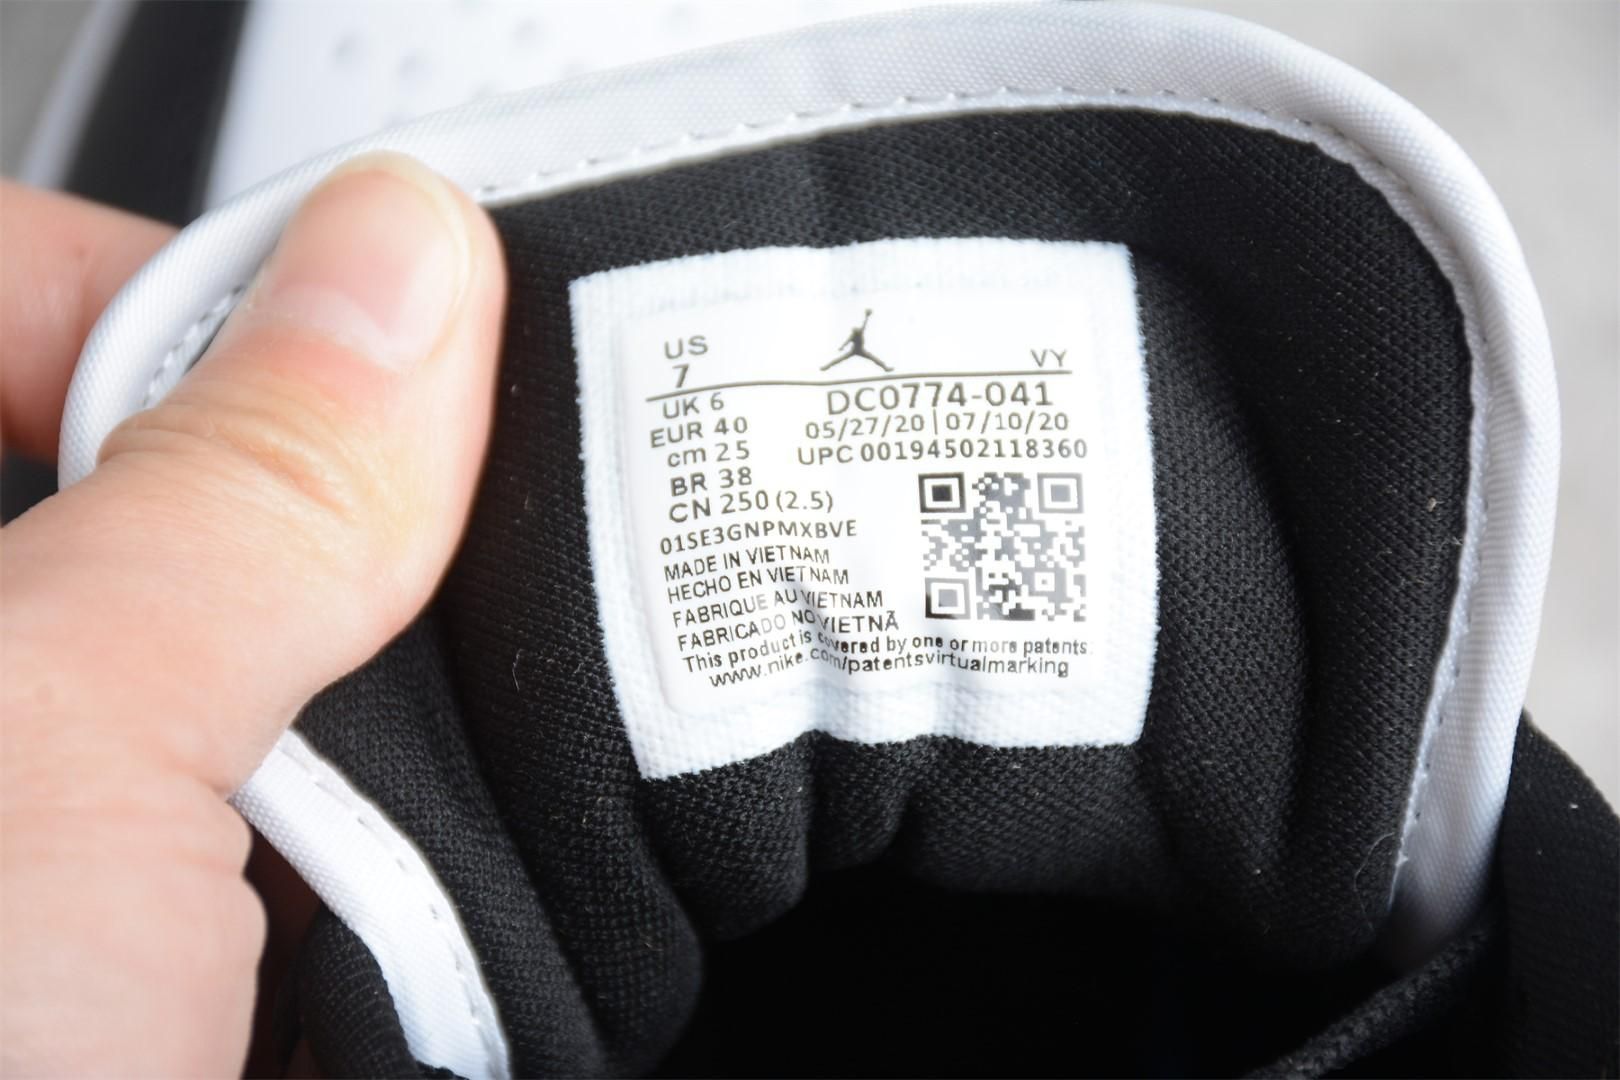 US
7
VY
UK 6
EUR 40
cm 25
BR 38
CN 250 (2.5)
DC0774-041
05/27/20 | 07/10/20
UPC 00194502118360
01SE3GNPMXBVE
MADE IN VIETNAM
HECHO EN VIETNAM
FABRIQUE AU VIETNAM
FABRICADO NO VIETNÃ
This product is covered by one or more patents:
www.nike.com/patentsvirtualmarking